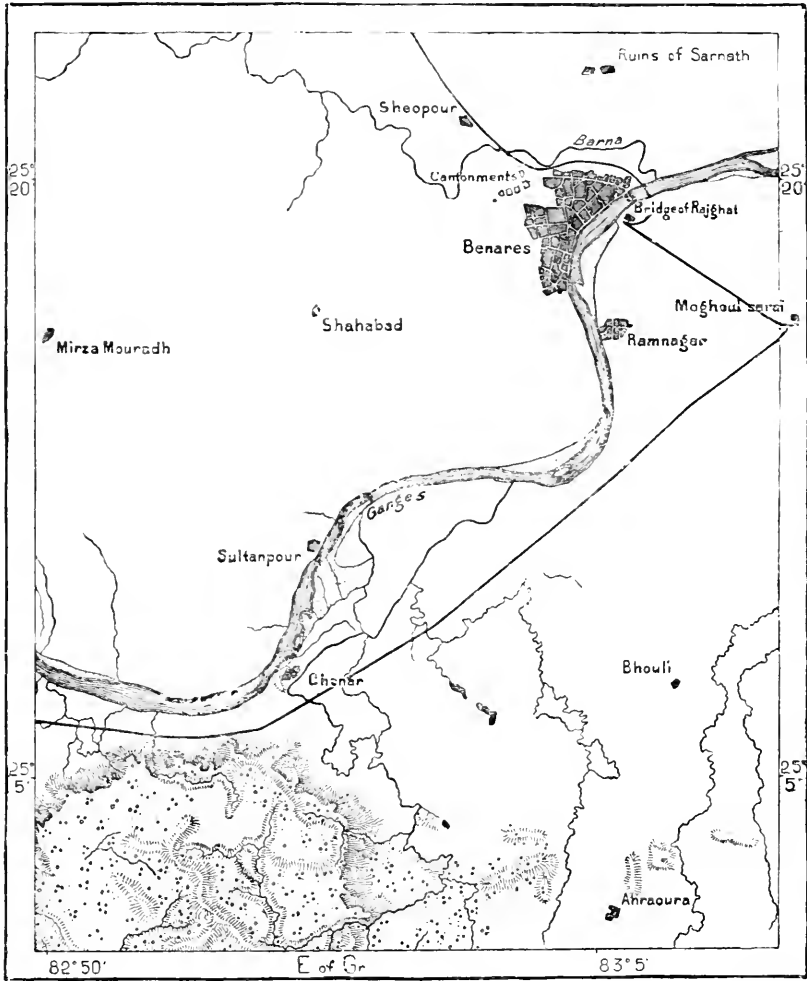 Ruins of Sarnath
Sheopour
Barna
25°
20'
25°
20'
Cantonments
Bridge of Rajghat
Benares
Moghoul serai
Shahabad
Ramnagar
Mirza Mouradh
Ganges
Sultanpour
Bhouli
Chenar
25°
5'
25°
5'
Ahraoura
82°50'
E of Gr
83°5'